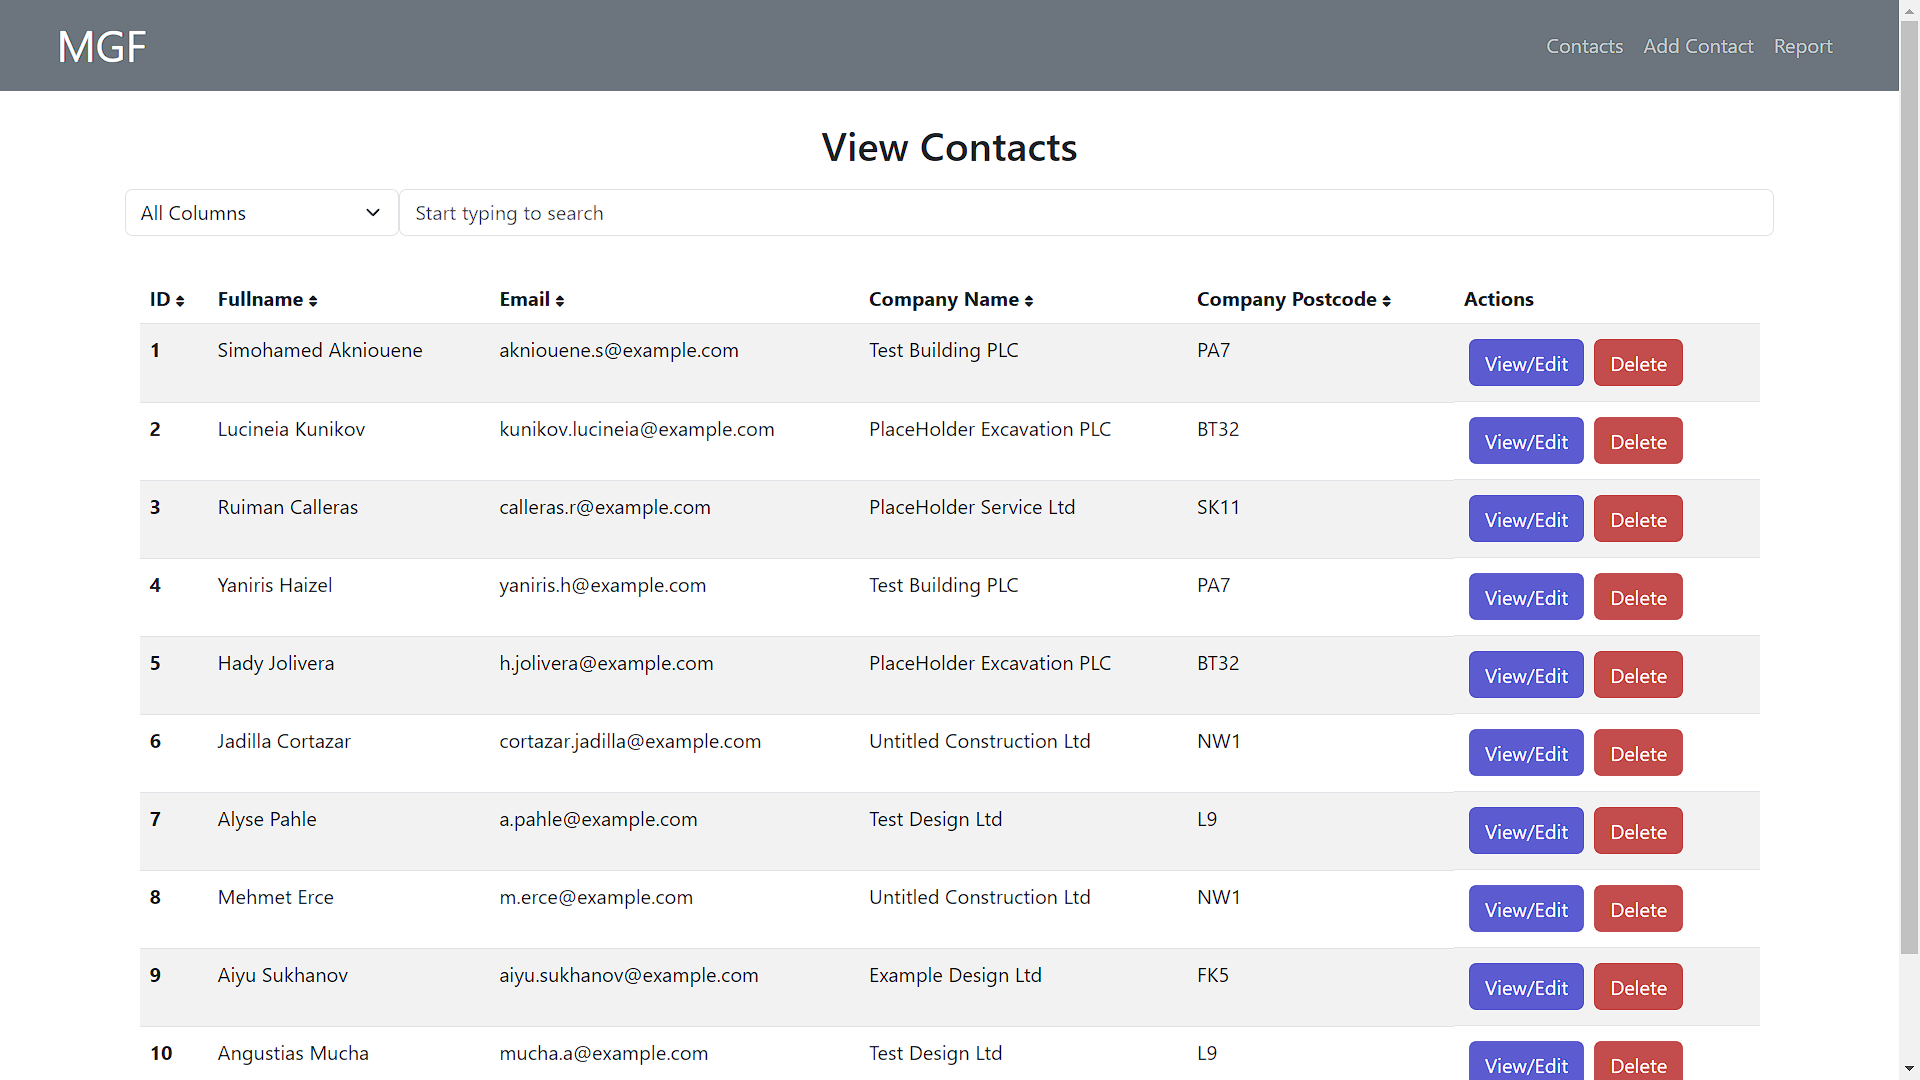 MGF
Contacts Add Contact Report
View Contacts
All Columns Start typing to search
ID Fullname Email Company Name Company Postcode Actions
1 Simohamed Akniouene akniouene.s@example.com Test Building PLC PA7 View/Edit Delete
2 Lucineia Kunikov kunikov.lucineia@example.com PlaceHolder Excavation PLC BT32 View/Edit Delete
3 Ruiman Calleras calleras.r@example.com PlaceHolder Service Ltd SK11 View/Edit Delete
4 Yaniris Haizel yaniris.h@example.com Test Building PLC PA7 View/Edit Delete
5 Hady Jolivera h.jolivera@example.com PlaceHolder Excavation PLC BT32 View/Edit Delete
6 Jadilla Cortazar cortazar.jadilla@example.com Untitled Construction Ltd NW1 View/Edit Delete
7 Alyse Pahle a.pahle@example.com Test Design Ltd L9 View/Edit Delete
8 Mehmet Erce m.erce@example.com Untitled Construction Ltd NW1 View/Edit Delete
9 Aiyu Sukhanov aiyu.sukhanov@example.com Example Design Ltd FK5 View/Edit Delete
10 Angustias Mucha mucha.a@example.com Test Design Ltd L9 View/Edit Delete